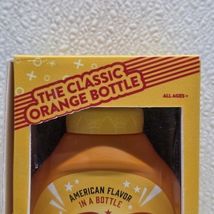 THE CLASSIC
ORANGE BOTTLE
ALL AGES+
AMERICAN FLAVOR
IN A BOTTLE